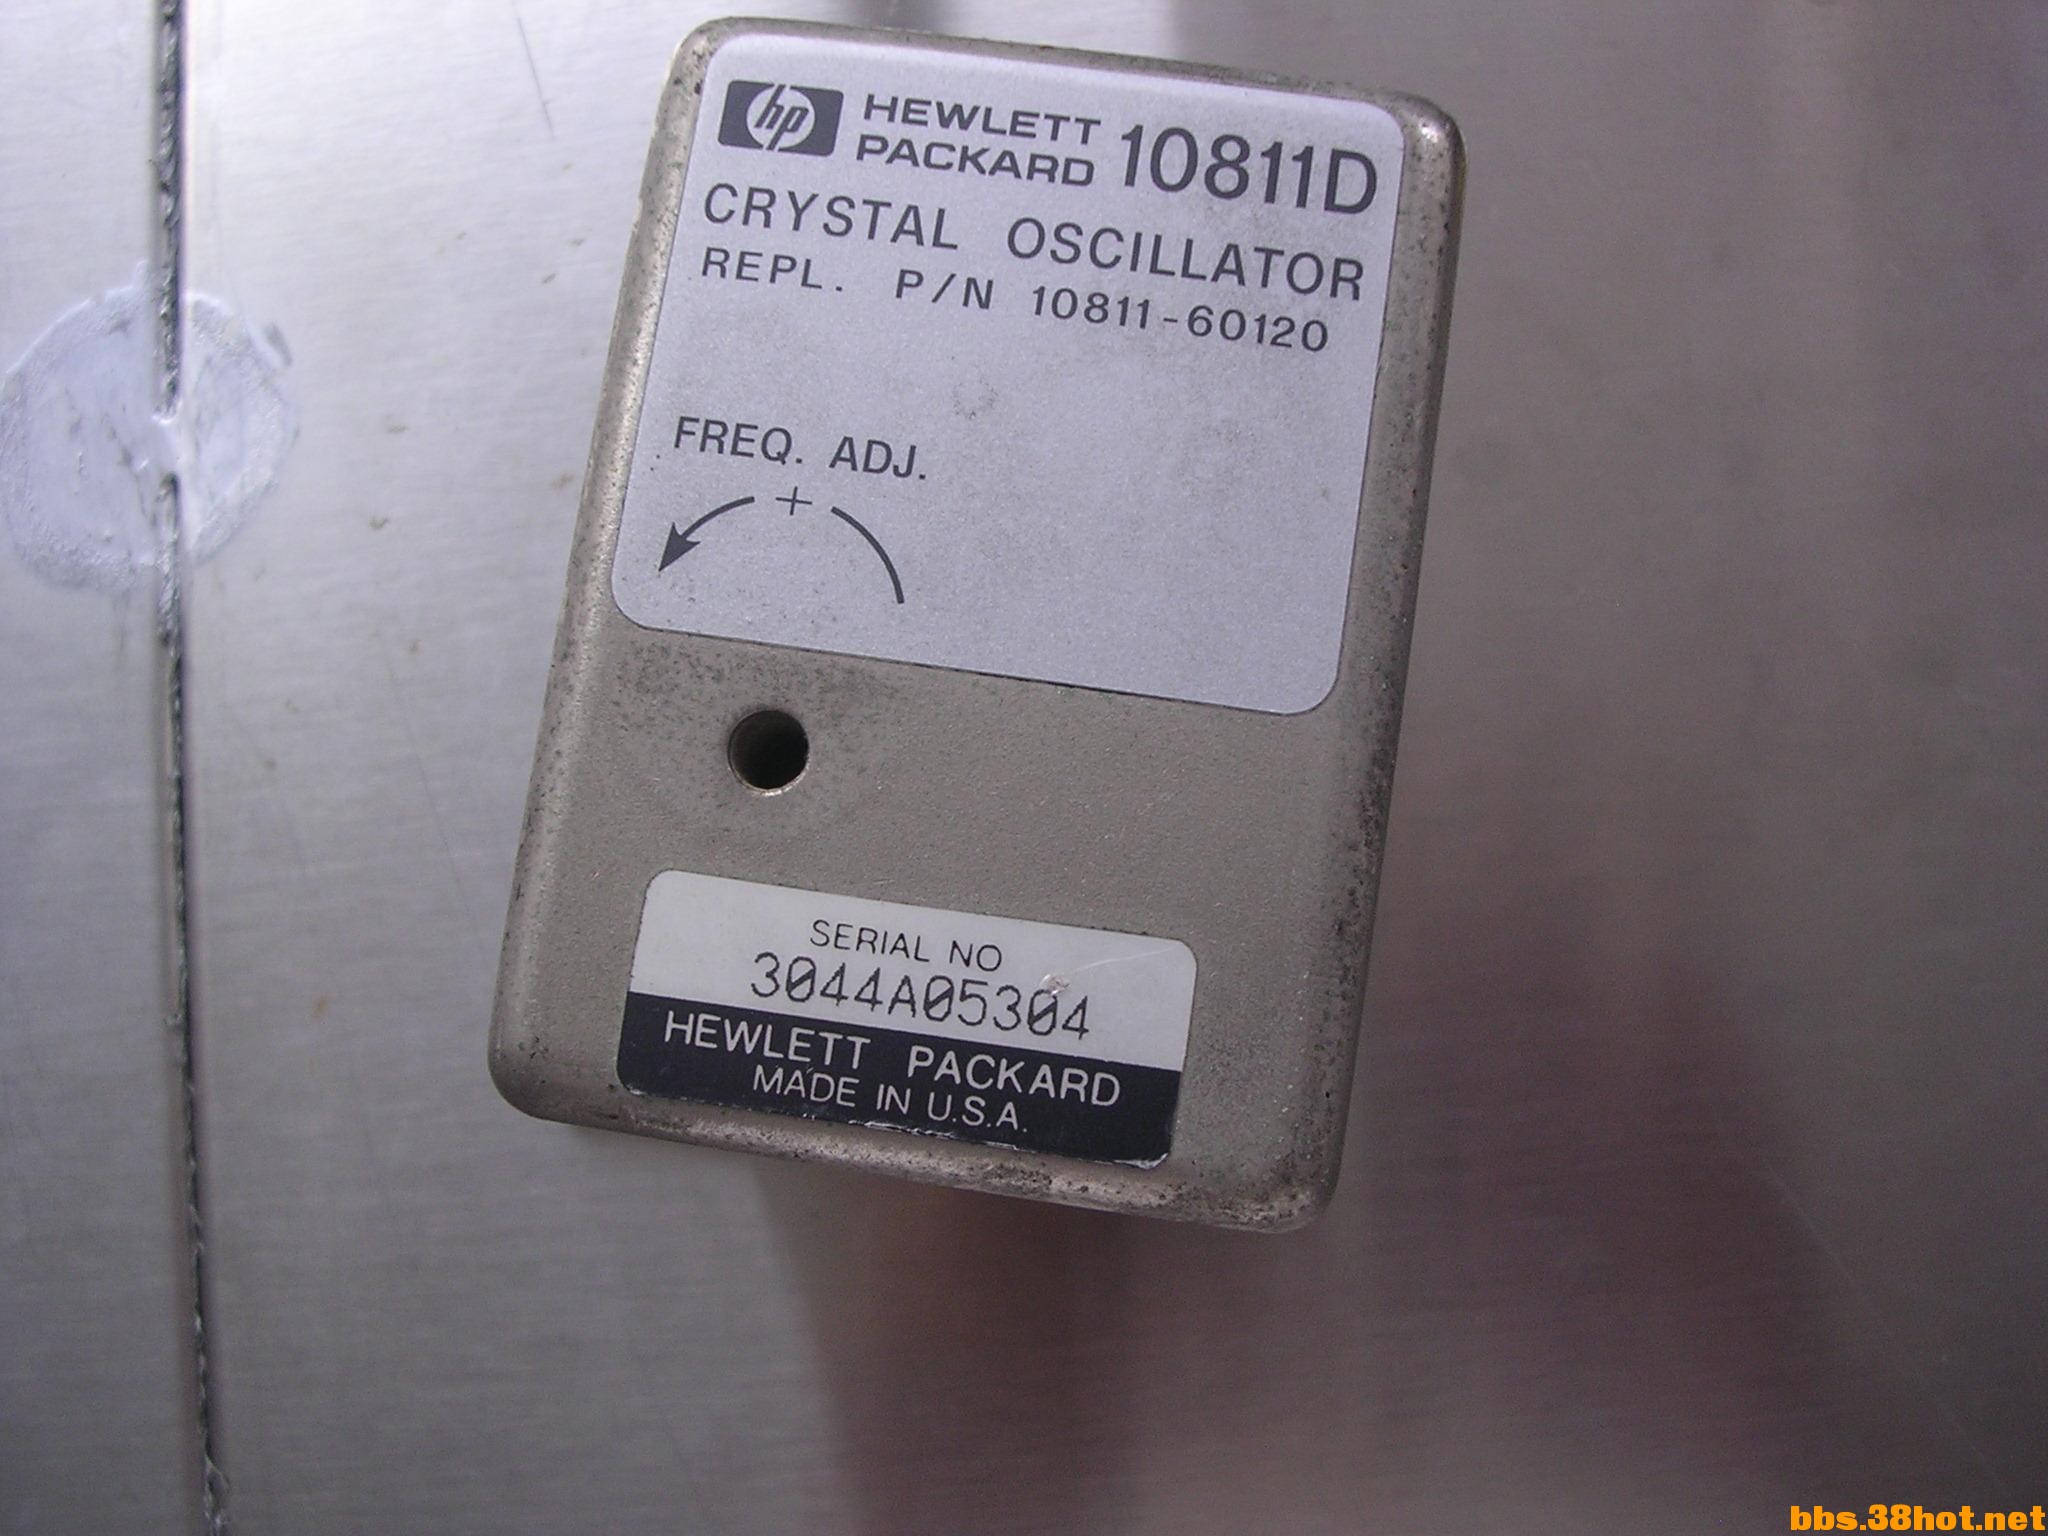 hp HEWLETT PACKARD 10811D
CRYSTAL OSCILLATOR
REPL. P/N 10811-60120
FREQ. ADJ.
+
SERIAL NO
3044A05304
HEWLETT PACKARD
MADE IN U.S.A.
bbs.38hot.net